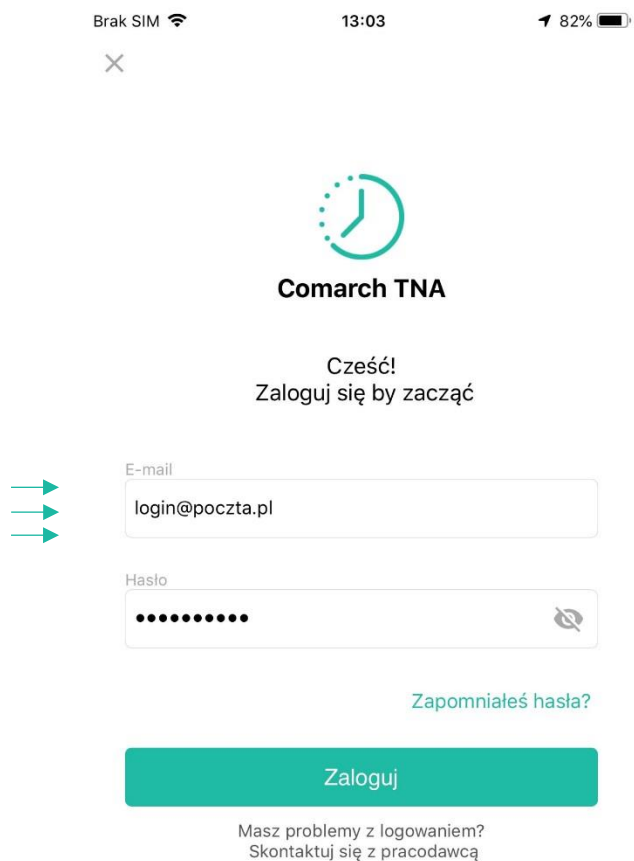 Brak SIM 13:03 82%
Comarch TNA
Cześć!
Zaloguj się by zacząć
E-mail
login@poczta.pl
Hasło
••••••••••
Zapomniałeś hasła?
Zaloguj
Masz problemy z logowaniem?
Skontaktuj się z pracodawcą